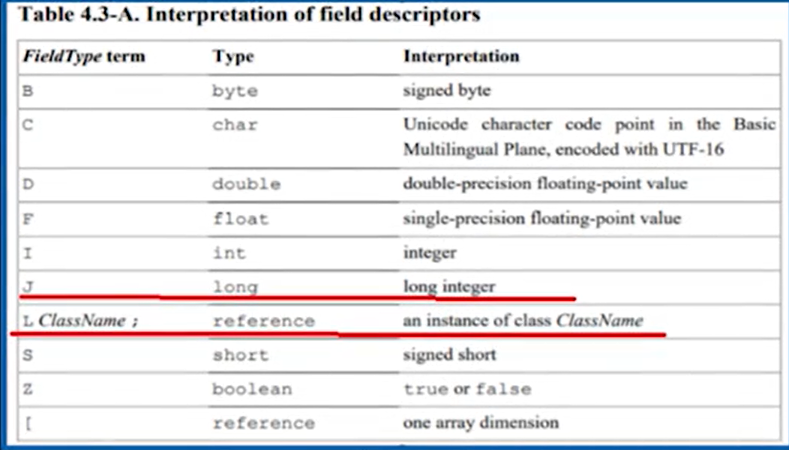 Table 4.3-A. Interpretation of field descriptors
FieldType term Type Interpretation
B byte signed byte
C char Unicode character code point in the Basic
Multilingual Plane, encoded with UTF-16
D double double-precision floating-point value
F float single-precision floating-point value
I int integer
J long long integer
L ClassName ; reference an instance of class ClassName
S short signed short
Z boolean true or false
[ reference one array dimension